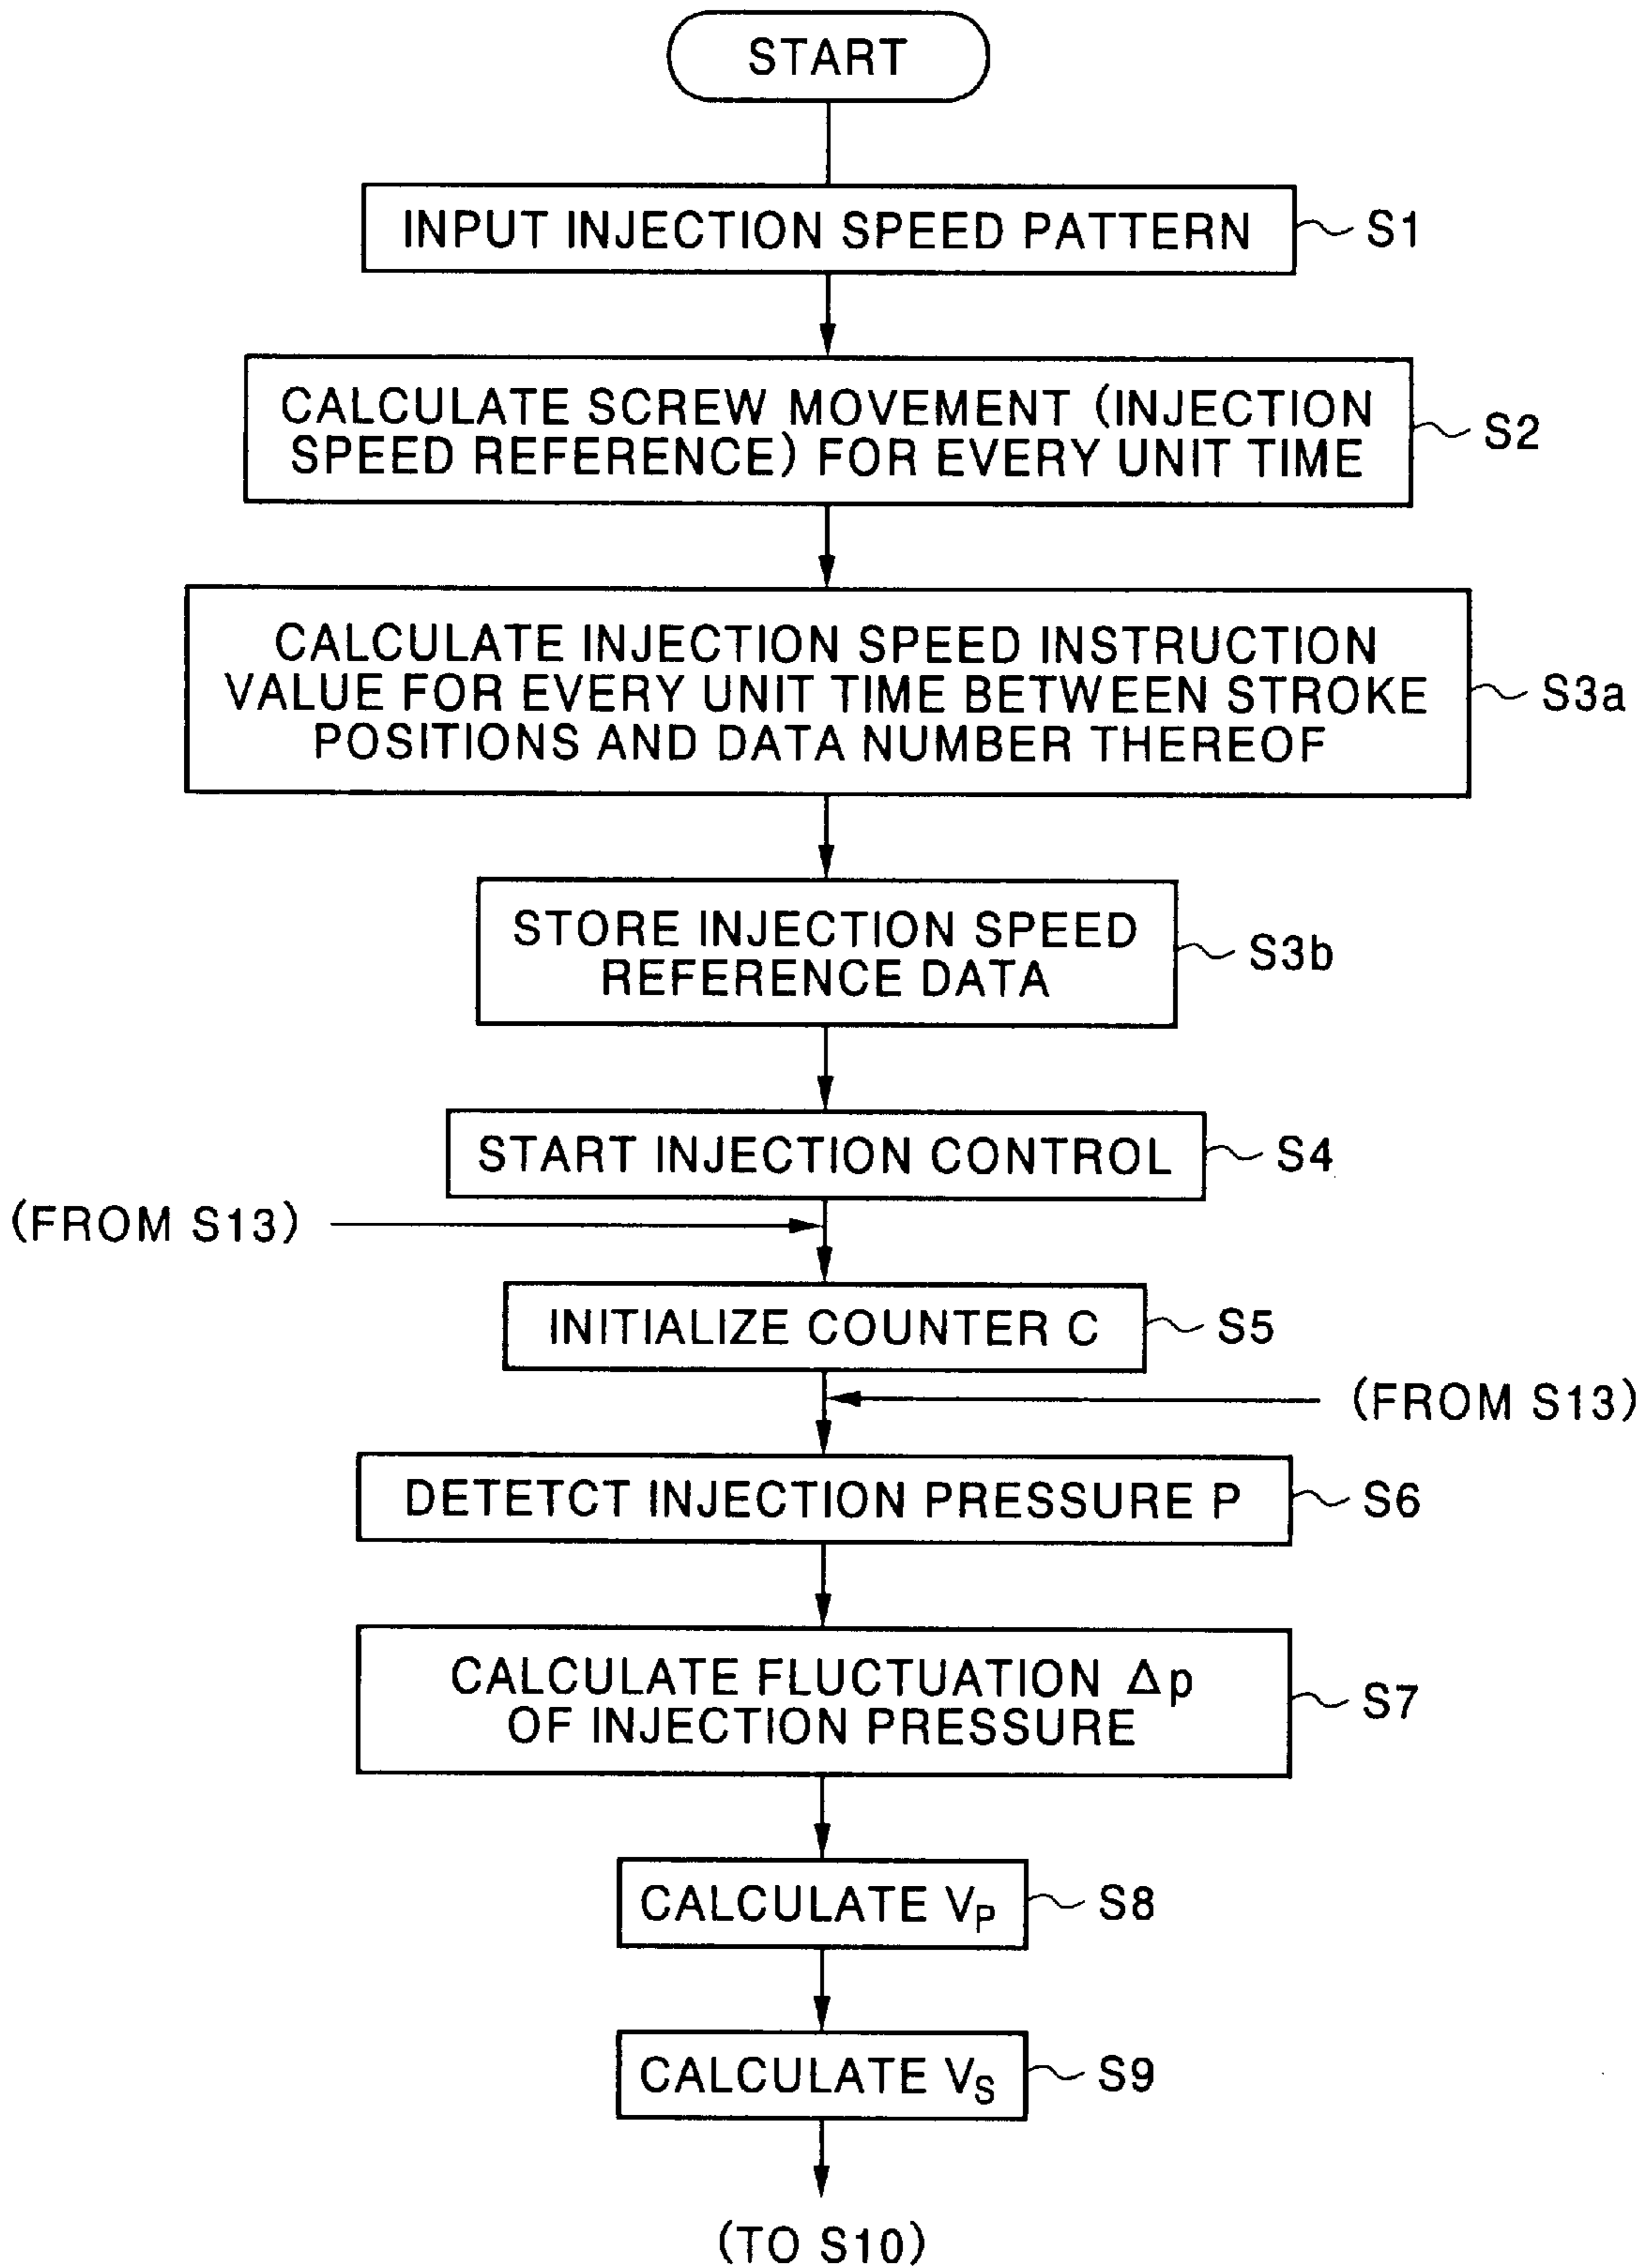 START
INPUT INJECTION SPEED PATTERN
S1
CALCULATE SCREW MOVEMENT (INJECTION
SPEED REFERENCE) FOR EVERY UNIT TIME
S2
CALCULATE INJECTION SPEED INSTRUCTION
VALUE FOR EVERY UNIT TIME BETWEEN STROKE
POSITIONS AND DATA NUMBER THEREOF
S3a
STORE INJECTION SPEED
REFERENCE DATA
S3b
START INJECTION CONTROL
S4
(FROM S13)
INITIALIZE COUNTER C
S5
(FROM S13)
DETETCT INJECTION PRESSURE P
S6
CALCULATE FLUCTUATION Δp
OF INJECTION PRESSURE
S7
CALCULATE VP
S8
CALCULATE VS
S9
(TO S10)